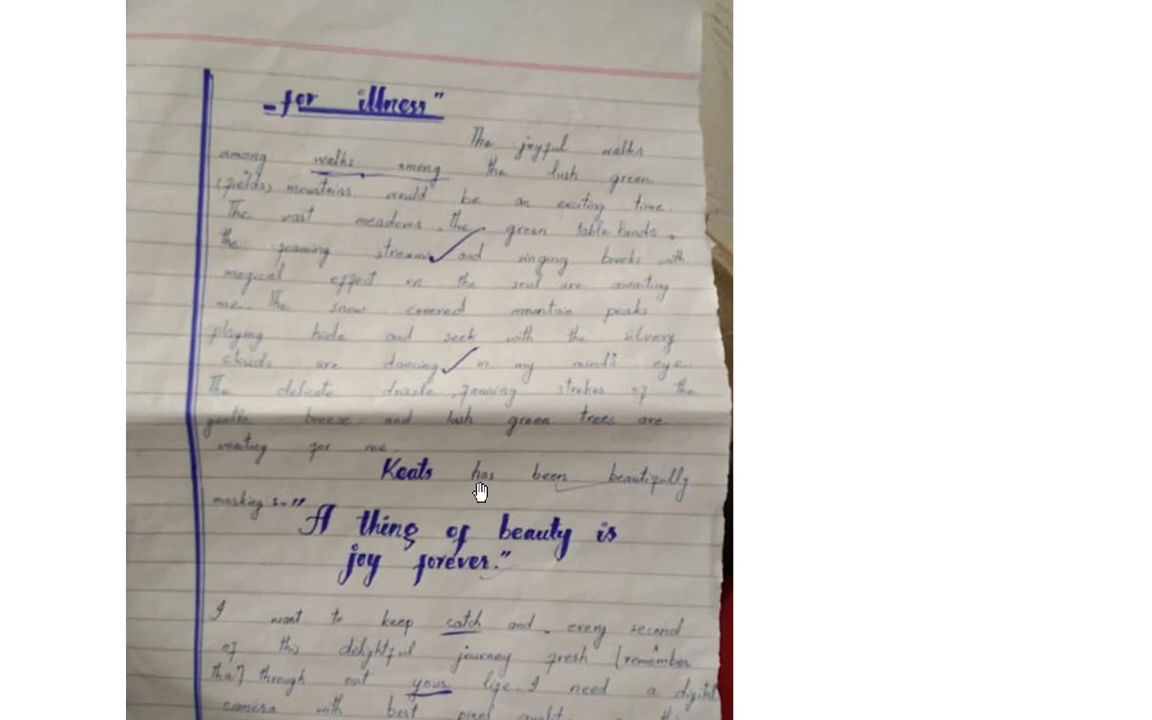 -for illness"
The joyful walks
among walks among the lush green
(fields) mountains would be an exciting time.
The vast meadows, the green table lands,
the foaming streams and singing brooks with
magical effect on the soul are awaiting
me. The snow covered mountain peaks
playing hide and seek with the silvery
clouds are dancing in my mind's eye.
The delicate drizzle, fanning strokes of the
gentle breeze and lush green trees are
waiting for me.
Keats has been beautifully
marking :- "A thing of beauty is
joy forever."
I want to keep catch and every second
of this delightful journey fresh (remember
the) through out your life. I need a digital
camera with best pixel